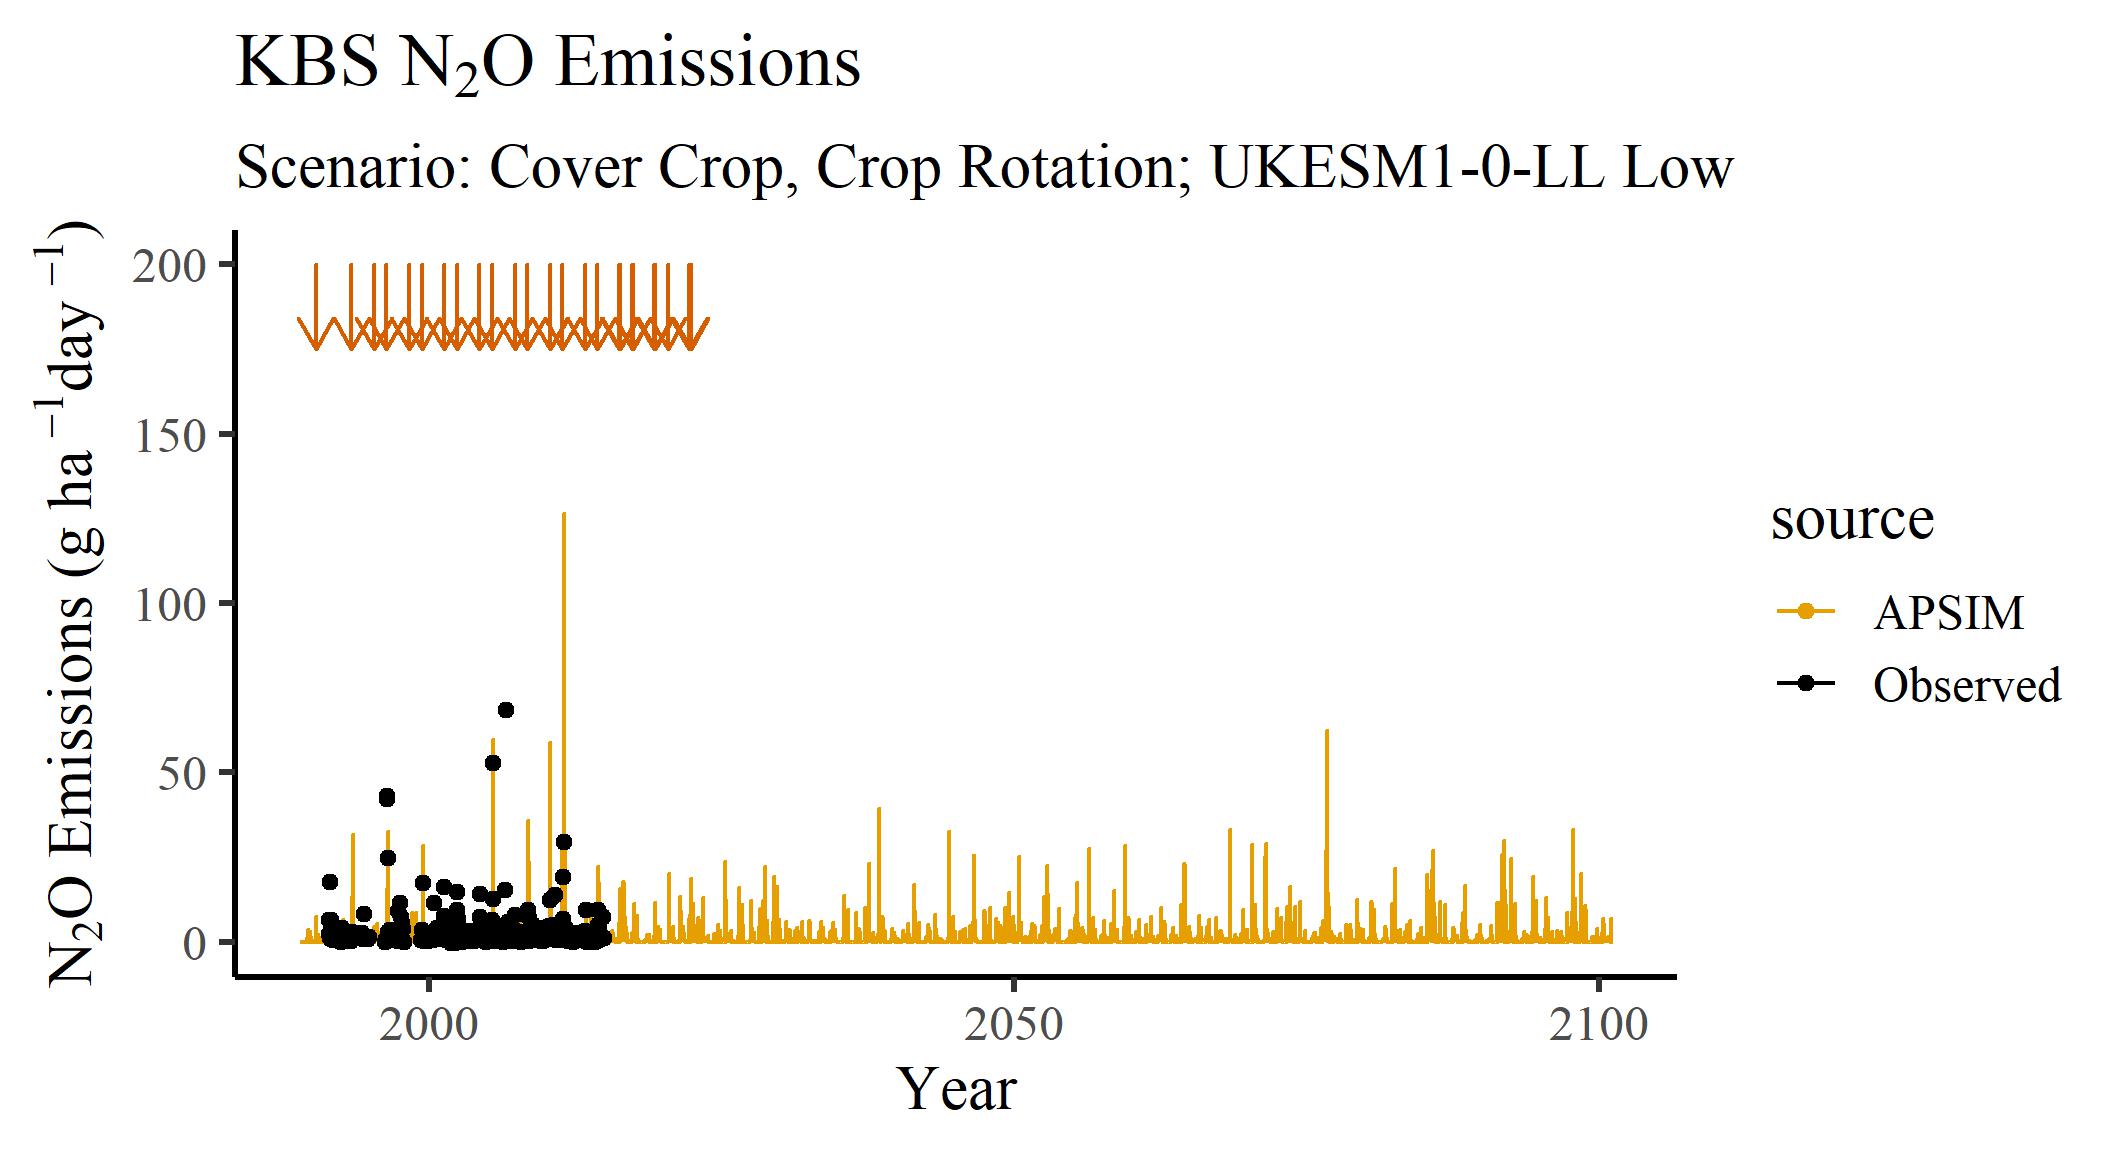 KBS N₂O Emissions
Scenario: Cover Crop, Crop Rotation; UKESM1-0-LL Low
N₂O Emissions (g ha⁻¹day⁻¹)
200
150
100
50
0
2000
2050
2100
Year
source
APSIM
Observed